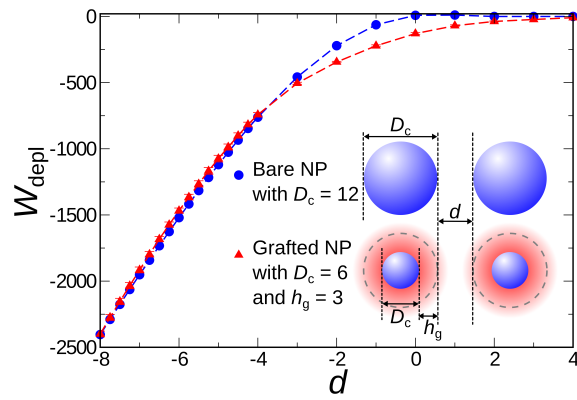 0
-500
-1000
-1500
-2000
-2500
W_depl
D_c
Bare NP
with D_c = 12
d
Grafted NP
with D_c = 6
and h_g = 3
D_c
h_g
-8 -6 -4 -2 0 2 4
d